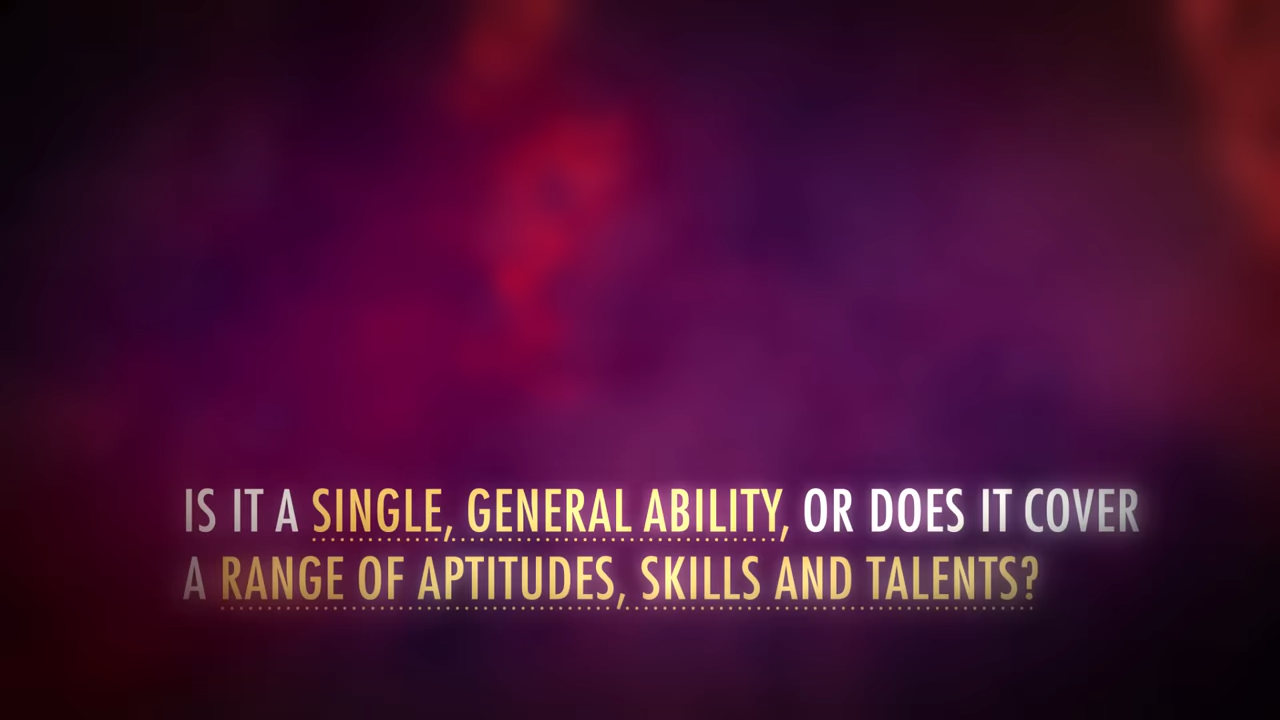 IS IT A SINGLE, GENERAL ABILITY, OR DOES IT COVER
A RANGE OF APTITUDES, SKILLS AND TALENTS?